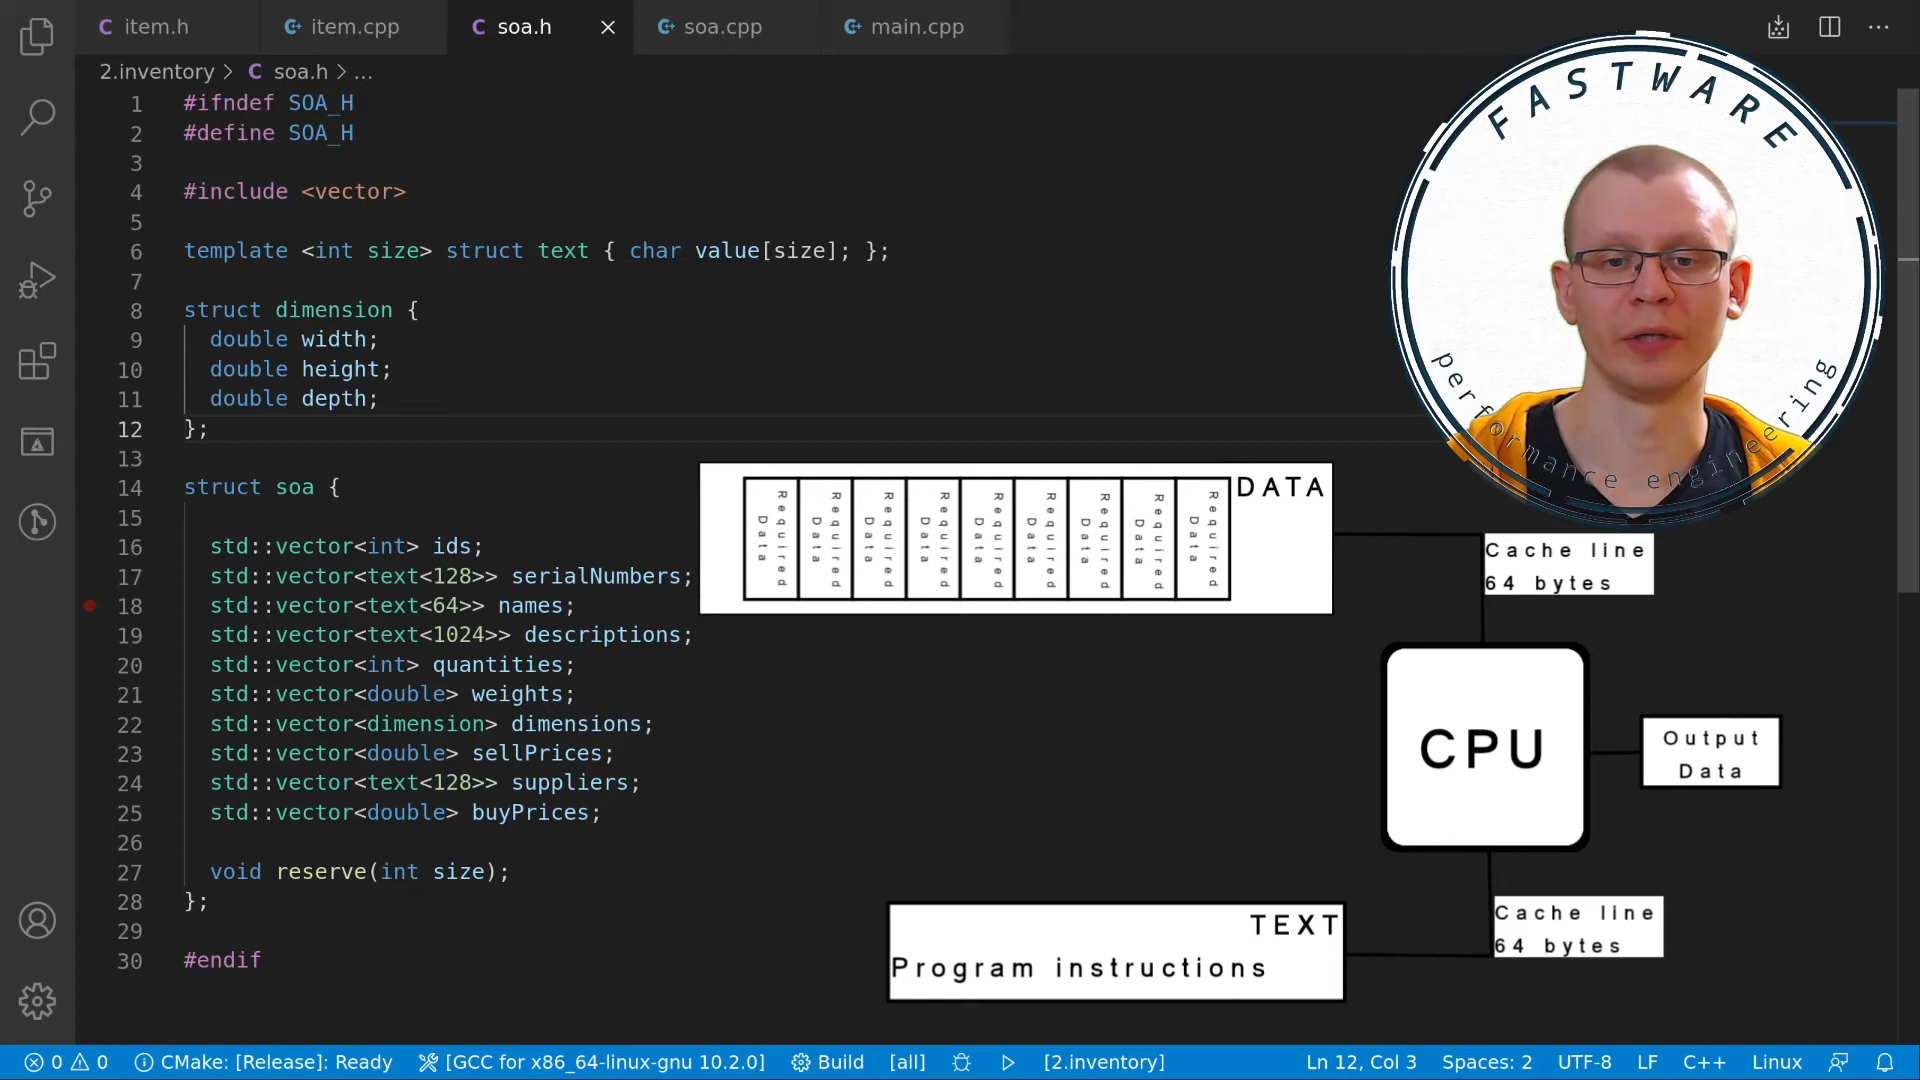 item.h
item.cpp
soa.h
soa.cpp
main.cpp
2.inventory > C soa.h > ...
1 #ifndef SOA_H
2 #define SOA_H
3
4 #include <vector>
5
6 template <int size> struct text { char value[size]; };
7
8 struct dimension {
9 double width;
10 double height;
11 double depth;
12 };
13
14 struct soa {
15
16 std::vector<int> ids;
17 std::vector<text<128>> serialNumbers;
18 std::vector<text<64>> names;
19 std::vector<text<1024>> descriptions;
20 std::vector<int> quantities;
21 std::vector<double> weights;
22 std::vector<dimension> dimensions;
23 std::vector<double> sellPrices;
24 std::vector<text<128>> suppliers;
25 std::vector<double> buyPrices;
26
27 void reserve(int size);
28 };
29
30 #endif
FASTWARE
performance engineering
DATA
Required Data
Required Data
Required Data
Required Data
Required Data
Required Data
Required Data
Required Data
Required Data
Cache line
64 bytes
CPU
Output
Data
Cache line
64 bytes
TEXT
Program instructions
0 0 CMake: [Release]: Ready [GCC for x86_64-linux-gnu 10.2.0] Build [all] [2.inventory] Ln 12, Col 3 Spaces: 2 UTF-8 LF C++ Linux